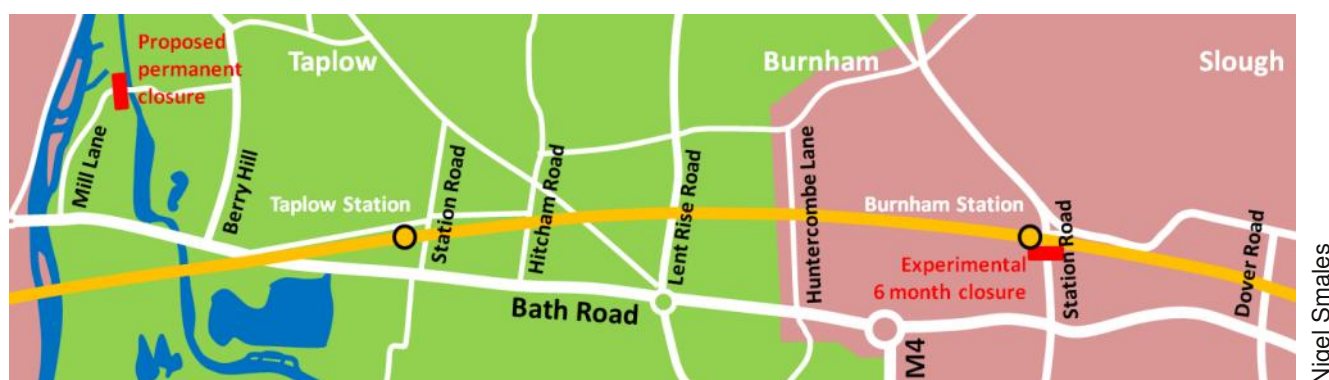 Proposed
permanent
closure
Taplow
Burnham
Slough
Mill Lane
Berry Hill
Taplow Station
Station Road
Hitcham Road
Lent Rise Road
Huntercombe Lane
Burnham Station
Station Road
Dover Road
Experimental
6 month closure
Bath Road
M4
Nigel Smales